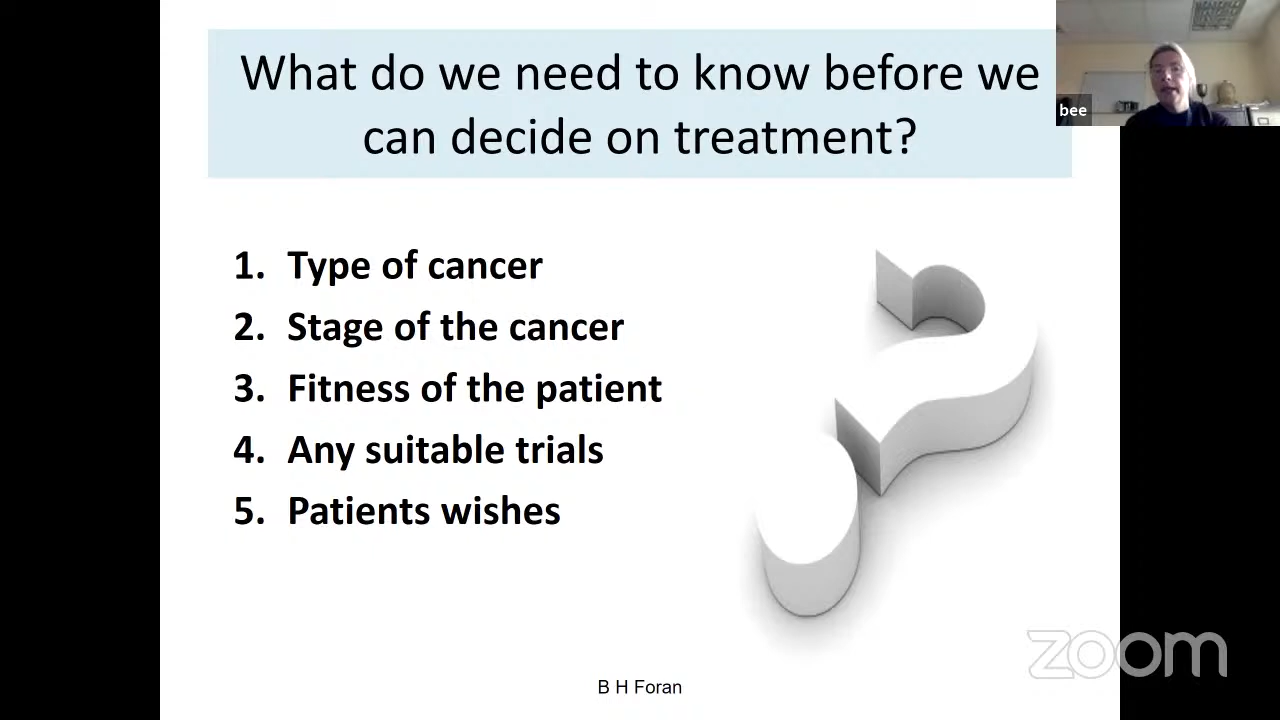 What do we need to know before we
can decide on treatment?
bee
1. Type of cancer
2. Stage of the cancer
3. Fitness of the patient
4. Any suitable trials
5. Patients wishes
zoom
B H Foran